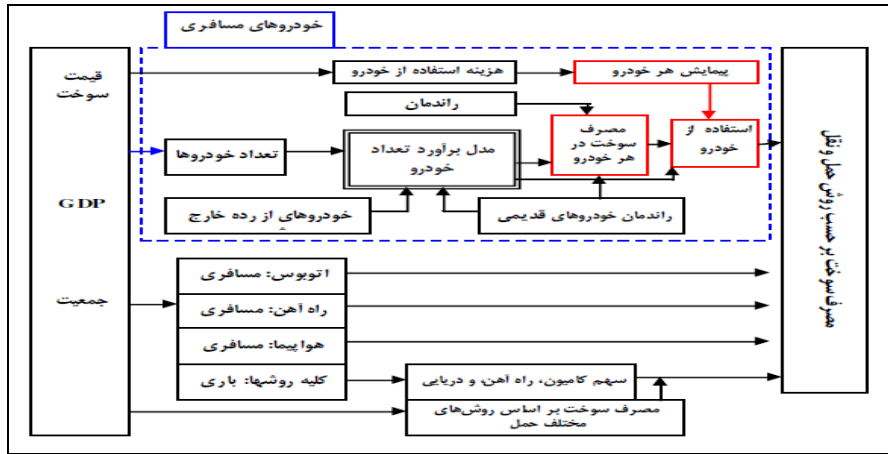 خودروهای مسافری
قیمت
سوخت
GDP
جمعیت
هزینه استفاده از خودرو
پیمایش هر خودرو
راندمان
تعداد خودروها
مدل برآورد تعداد
خودرو
مصرف
سوخت در
هر خودرو
استفاده از
خودرو
خودروهای از رده خارج
راندمان خودروهای قدیمی
اتوبوس: مسافری
راه آهن: مسافری
هواپیما: مسافری
کلیه روشها: باری
سهم کامیون، راه آهن، و دریایی
مصرف سوخت بر اساس روش‌های
مختلف حمل
مصرف سوخت بر حسب روش حمل و نقل